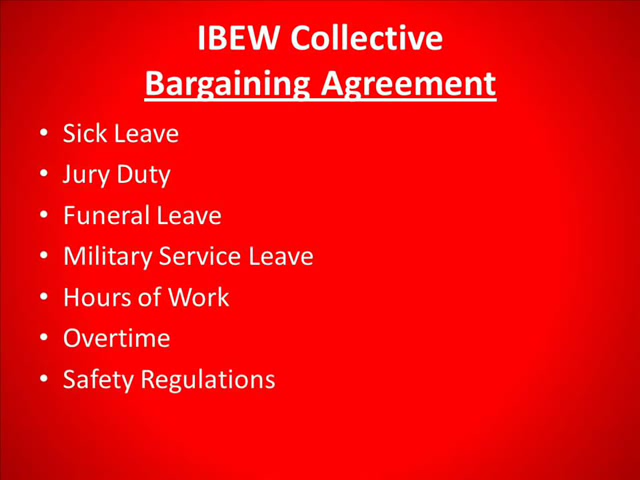 IBEW Collective
Bargaining Agreement
• Sick Leave
• Jury Duty
• Funeral Leave
• Military Service Leave
• Hours of Work
• Overtime
• Safety Regulations